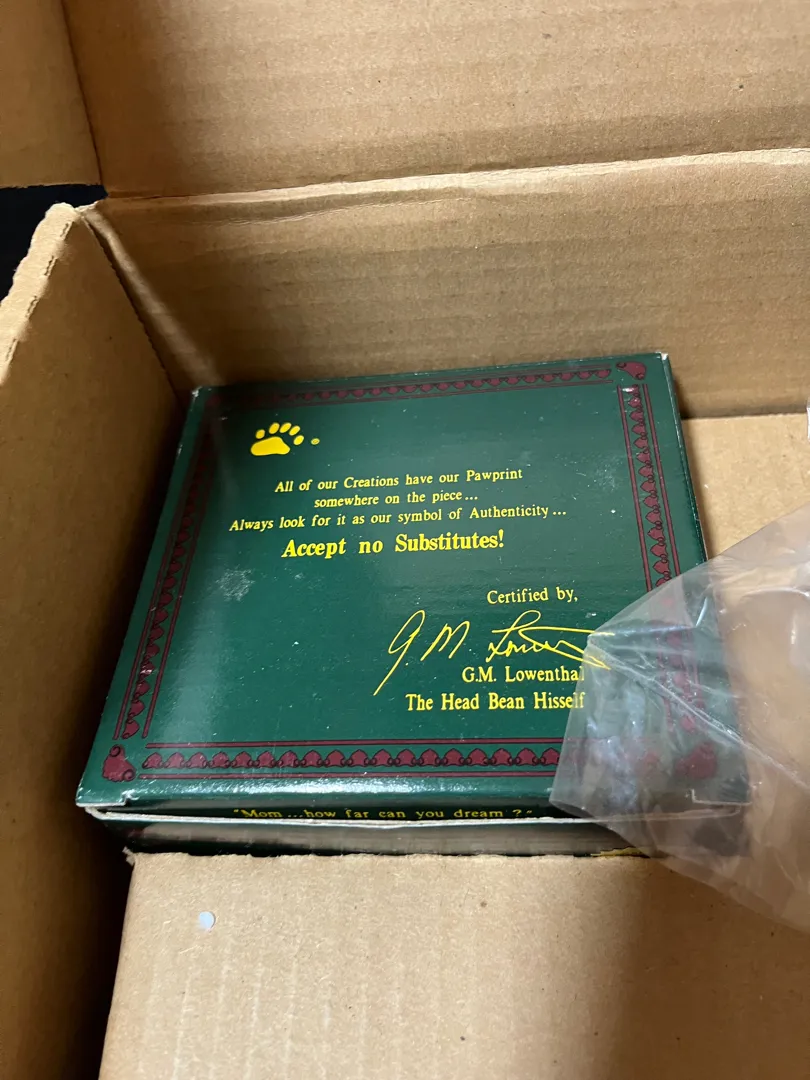 All of our Creations have our Pawprint
somewhere on the piece...
Always look for it as our symbol of Authenticity...
Accept no Substitutes!
Certified by,
G.M. Lowenthal
The Head Bean Hisself
"Mom...how far can you dream?"